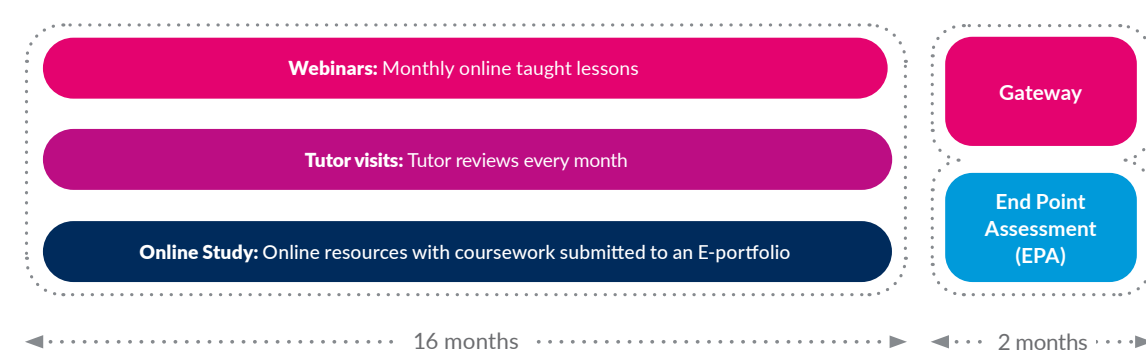 Webinars: Monthly online taught lessons
Tutor visits: Tutor reviews every month
Online Study: Online resources with coursework submitted to an E-portfolio
Gateway
End Point
Assessment
(EPA)
16 months
2 months